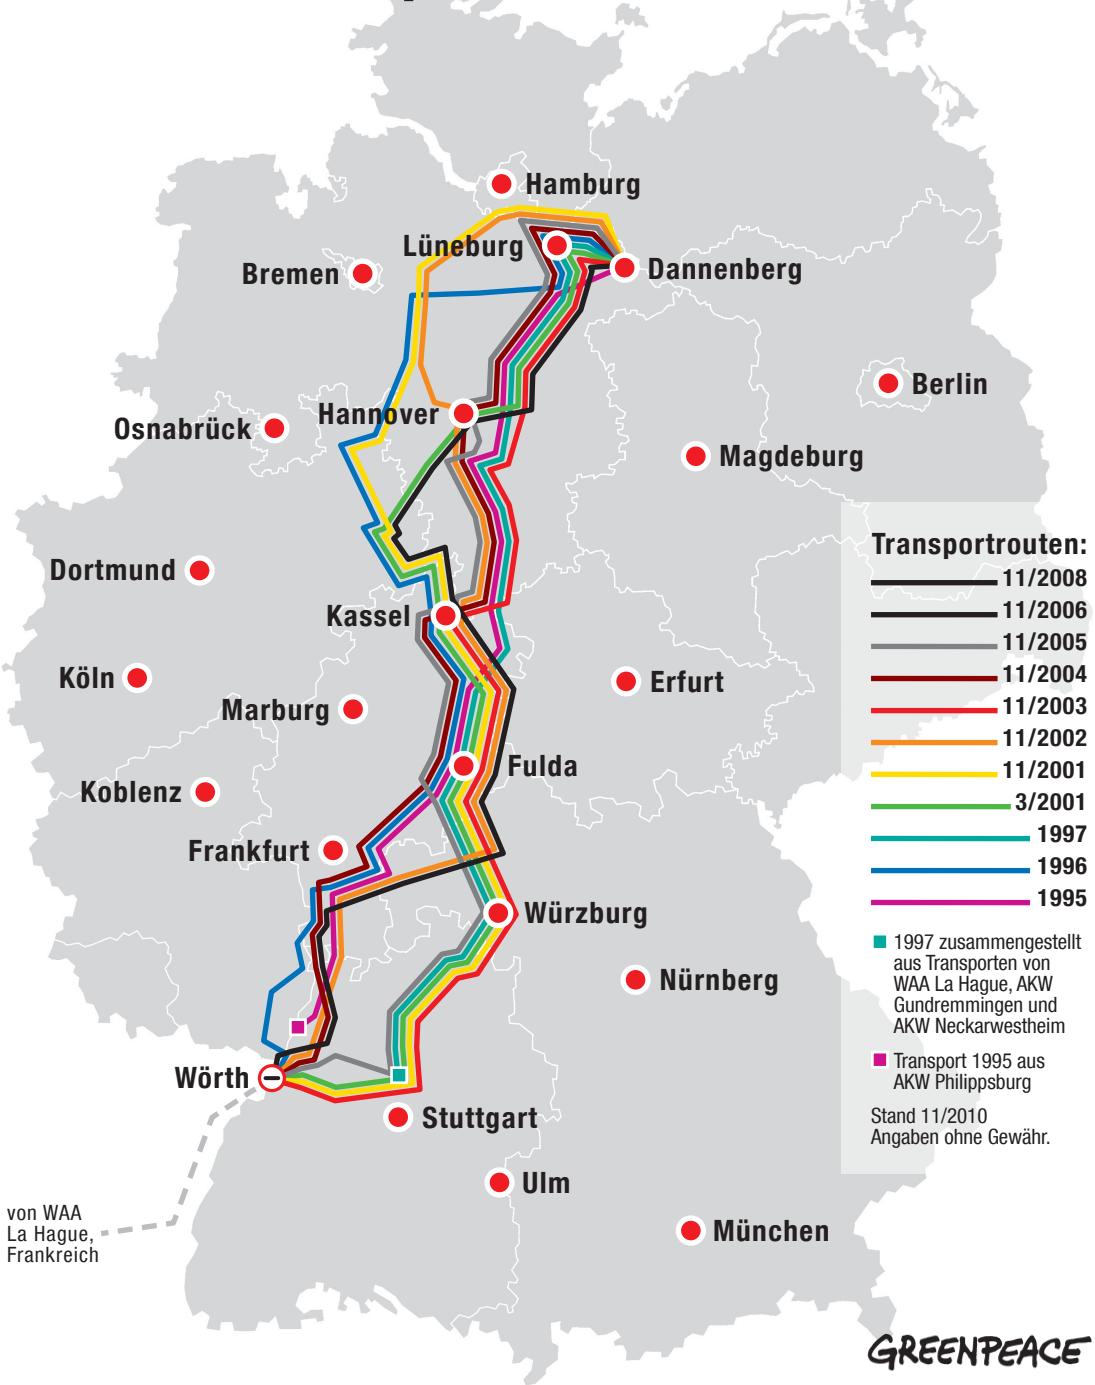 Hamburg
Lüneburg
Bremen
Dannenberg
Berlin
Hannover
Osnabrück
Magdeburg
Dortmund
Kassel
Köln
Erfurt
Marburg
Fulda
Koblenz
Frankfurt
Würzburg
Nürnberg
Wörth
Stuttgart
Ulm
München
von WAA
La Hague,
Frankreich
Transportrouten:
11/2008
11/2006
11/2005
11/2004
11/2003
11/2002
11/2001
3/2001
1997
1996
1995
1997 zusammengestellt
aus Transporten von
WAA La Hague, AKW
Gundremmingen und
AKW Neckarwestheim
Transport 1995 aus
AKW Philippsburg
Stand 11/2010
Angaben ohne Gewähr.
GREENPEACE